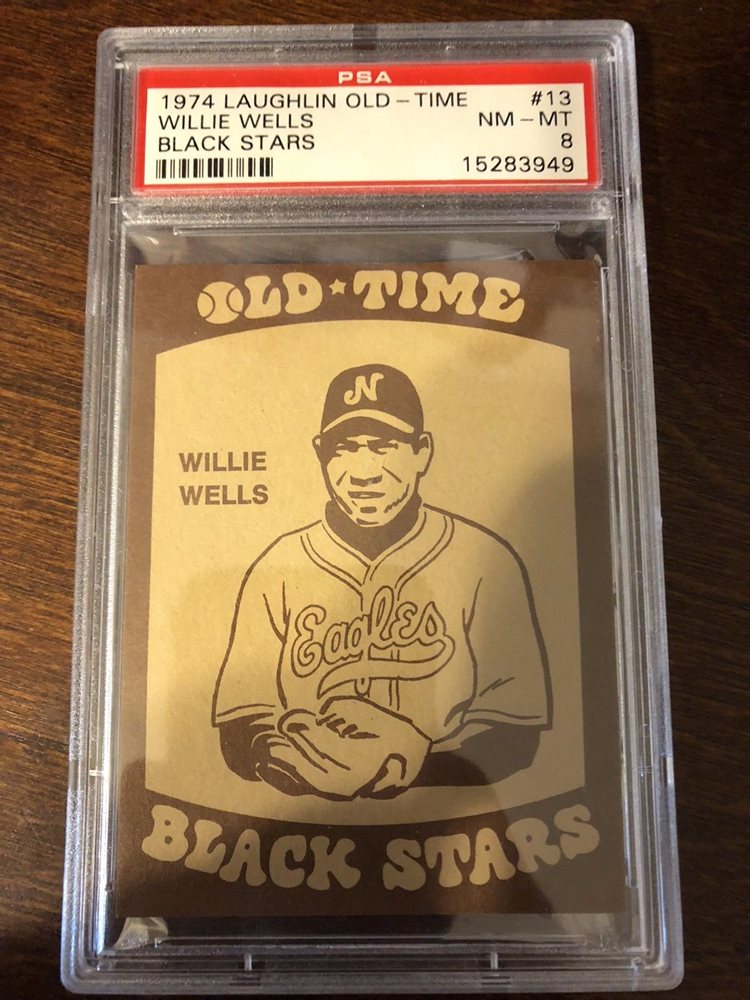 PSA
1974 LAUGHLIN OLD-TIME #13
WILLIE WELLS NM-MT
BLACK STARS 8
15283949
OLD★TIME
N
WILLIE
WELLS
Eagles
BLACK STARS